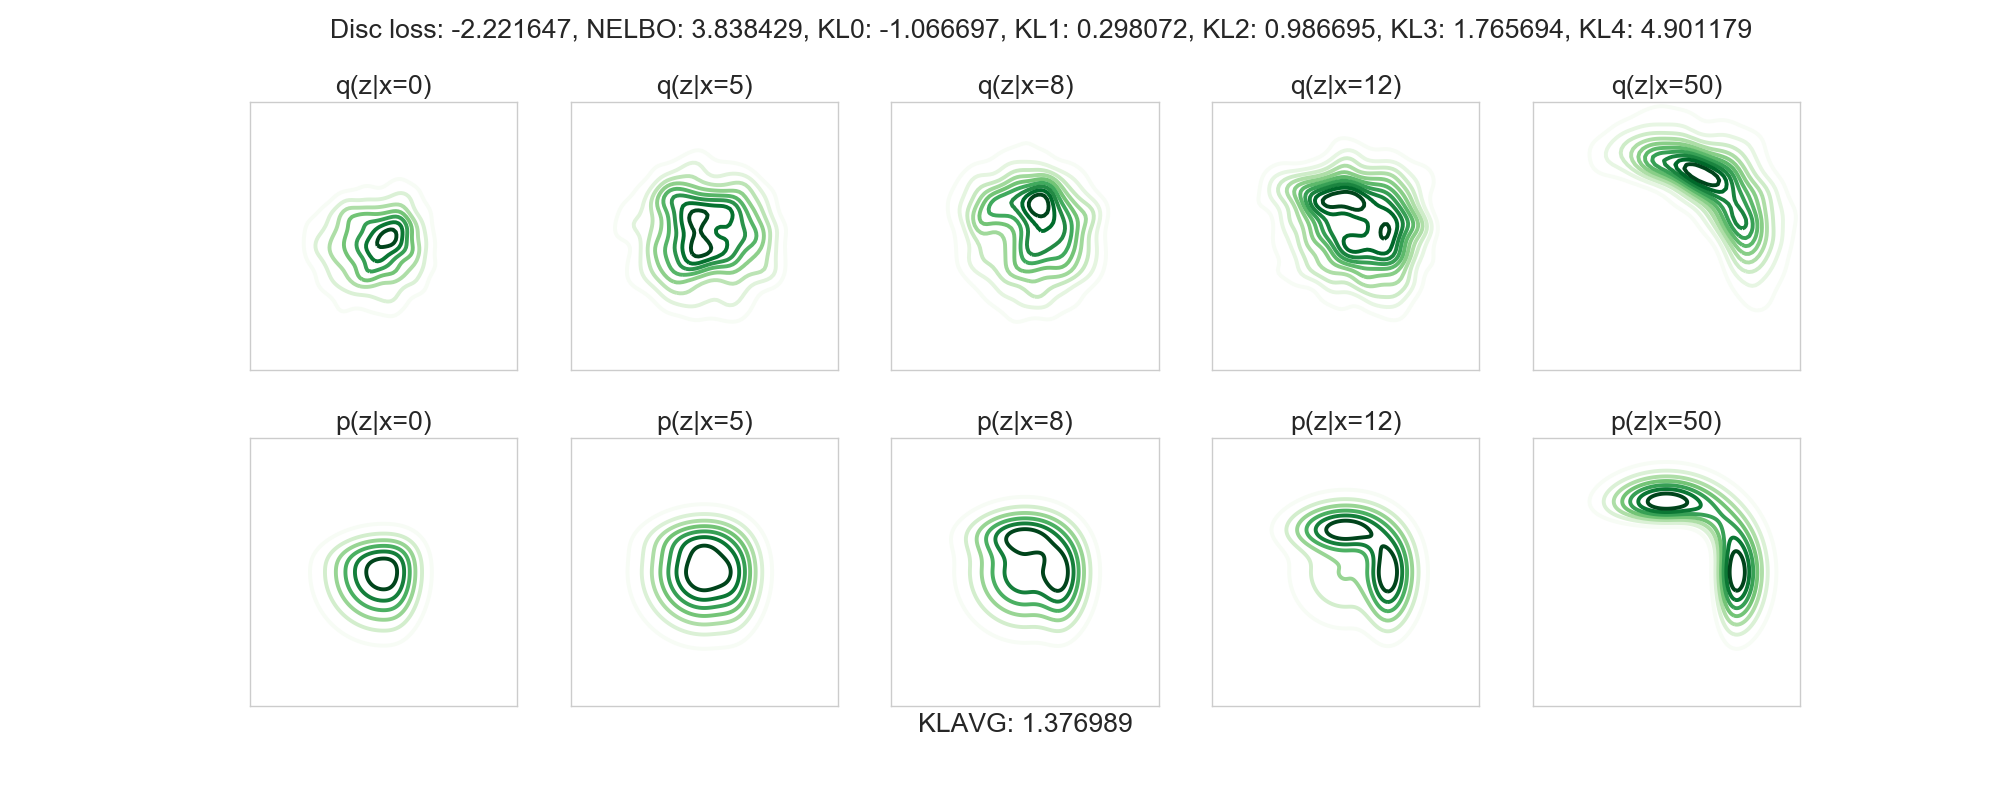 Disc loss: -2.221647, NELBO: 3.838429, KL0: -1.066697, KL1: 0.298072, KL2: 0.986695, KL3: 1.765694, KL4: 4.901179
q(z|x=0) q(z|x=5) q(z|x=8) q(z|x=12) q(z|x=50)
p(z|x=0) p(z|x=5) p(z|x=8) p(z|x=12) p(z|x=50)
KLAVG: 1.376989